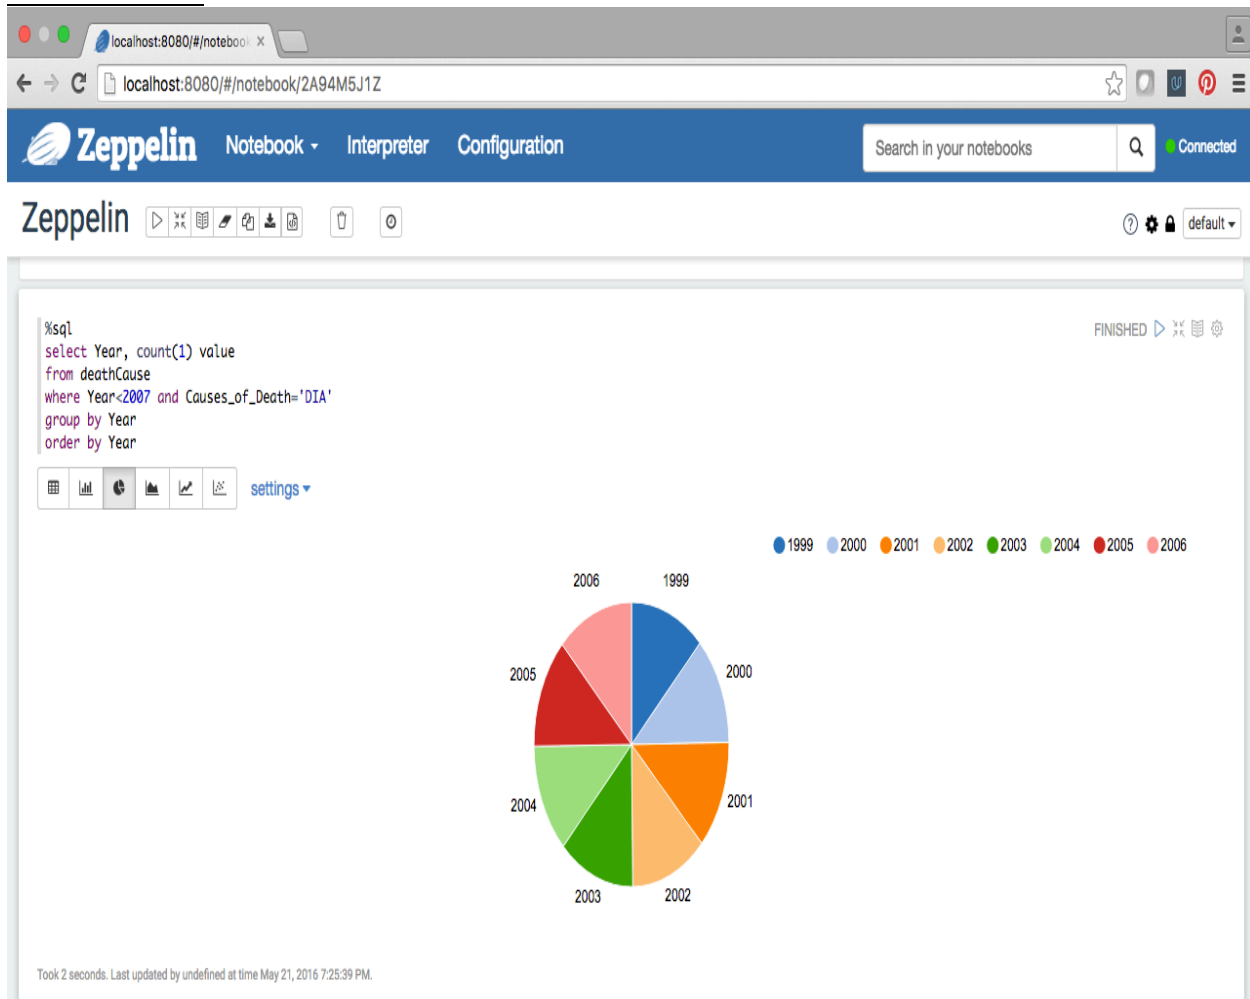 localhost:8080/#/notebook ×
localhost:8080/#/notebook/2A94M5J1Z
Zeppelin Notebook Interpreter Configuration Search in your notebooks Connected
Zeppelin default
%sql FINISHED
select Year, count(1) value
from deathCause
where Year<2007 and Causes_of_Death='DIA'
group by Year
order by Year
settings
1999 2000 2001 2002 2003 2004 2005 2006
2006 1999
2005 2000
2004 2001
2003 2002
Took 2 seconds. Last updated by undefined at time May 21, 2016 7:25:39 PM.